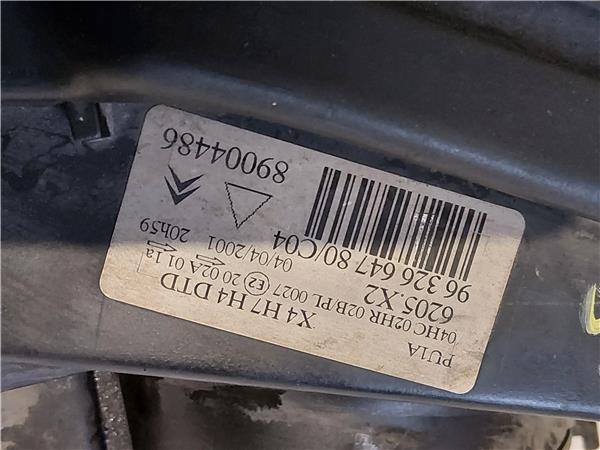 PU1A
X4 H7 H4 DTD
04HC 02HR 02B/PL 0027 E2 20 02A 01 1a
6205.X2
96 326 647 80/C04
04/04/2001 20h59
89004486